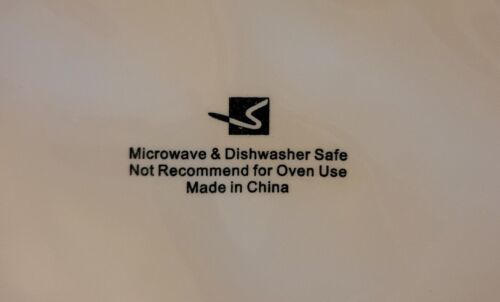 Microwave & Dishwasher Safe
Not Recommend for Oven Use
Made in China